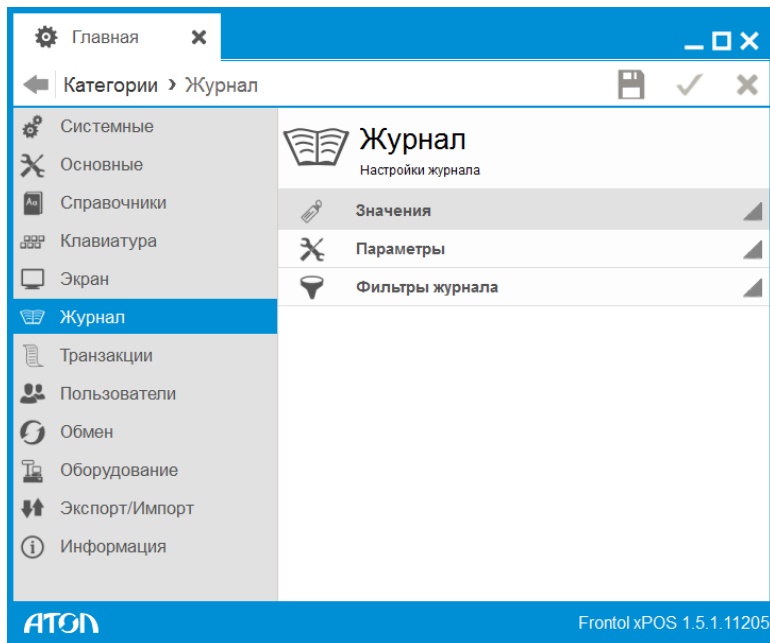 Главная
Категории › Журнал
Системные
Основные
Справочники
Клавиатура
Экран
Журнал
Транзакции
Пользователи
Обмен
Оборудование
Экспорт/Импорт
Информация
Журнал
Настройки журнала
Значения
Параметры
Фильтры журнала
АТОЛ
Frontol xPOS 1.5.1.11205